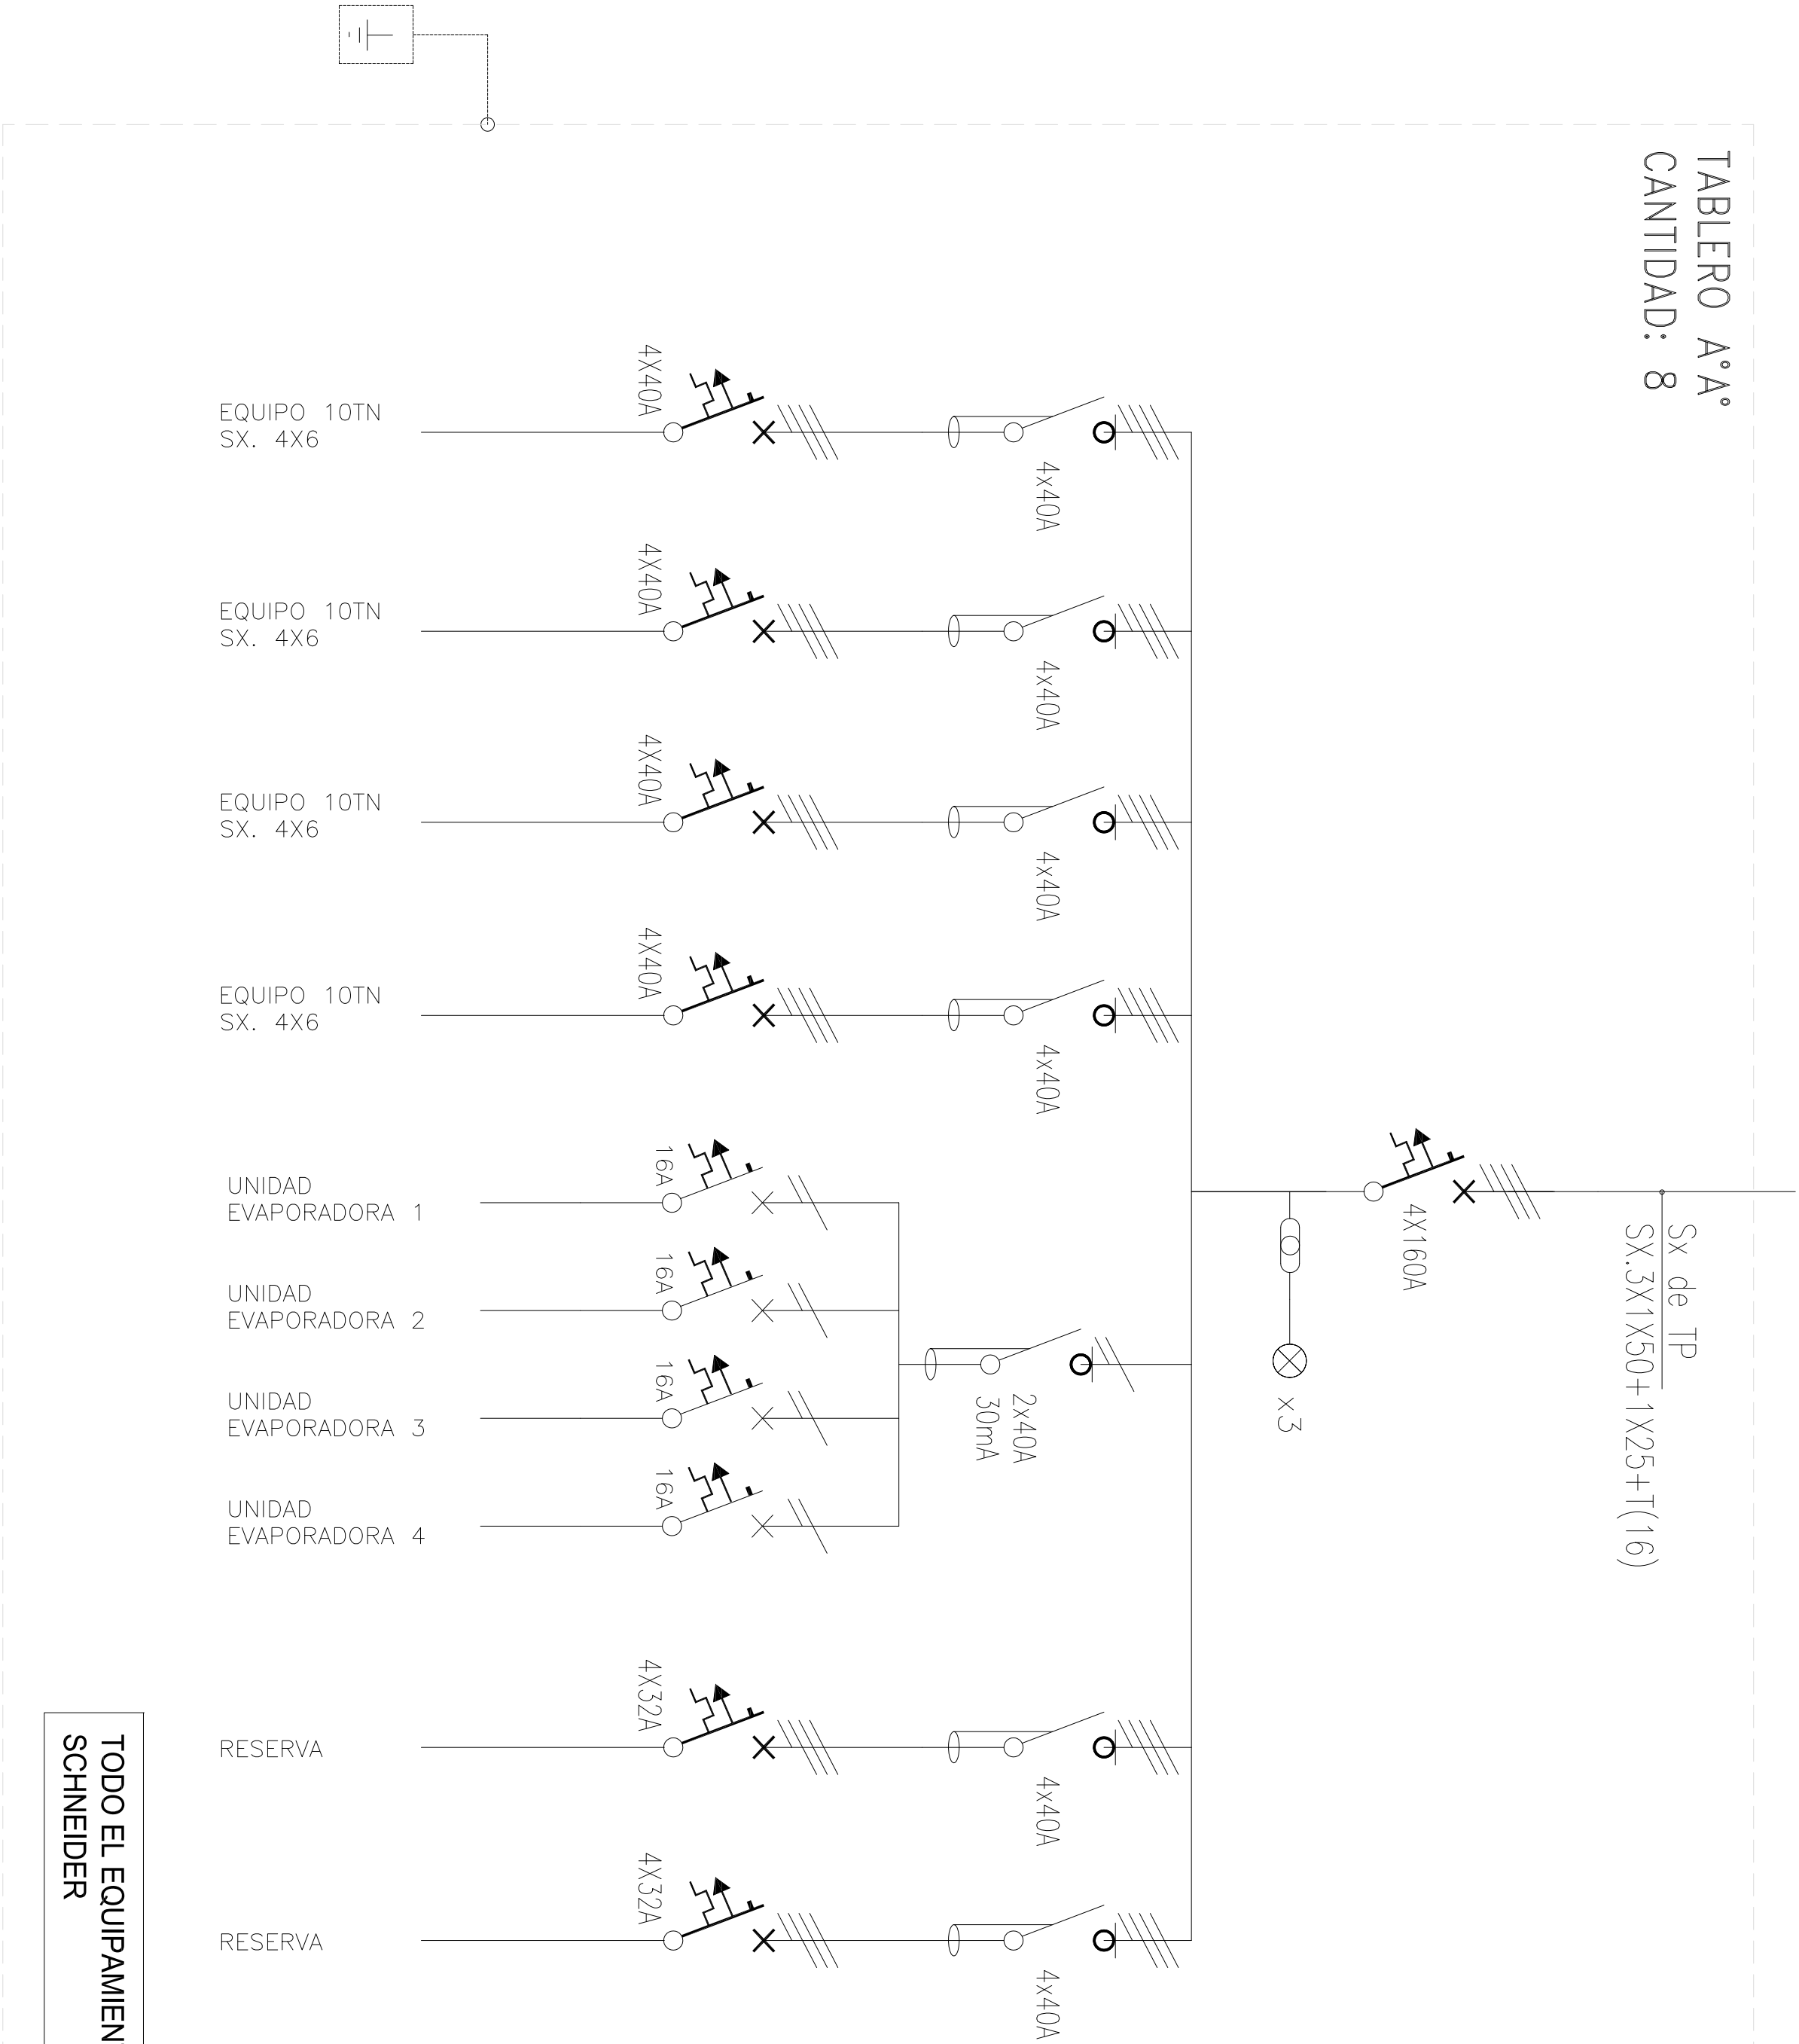 TABLERO A°A°
CANTIDAD: 8
Sx de TP
SX.3X1X50+1X25+T(16)
4X160A
x3
4x40A
4x40A
4x40A
4x40A
2x40A
30mA
4x40A
4x40A
4X40A
4X40A
4X40A
4X40A
16A
16A
16A
16A
4X32A
4X32A
EQUIPO 10TN
SX. 4X6
EQUIPO 10TN
SX. 4X6
EQUIPO 10TN
SX. 4X6
EQUIPO 10TN
SX. 4X6
UNIDAD
EVAPORADORA 1
UNIDAD
EVAPORADORA 2
UNIDAD
EVAPORADORA 3
UNIDAD
EVAPORADORA 4
RESERVA
RESERVA
TODO EL EQUIPAMIEN
SCHNEIDER